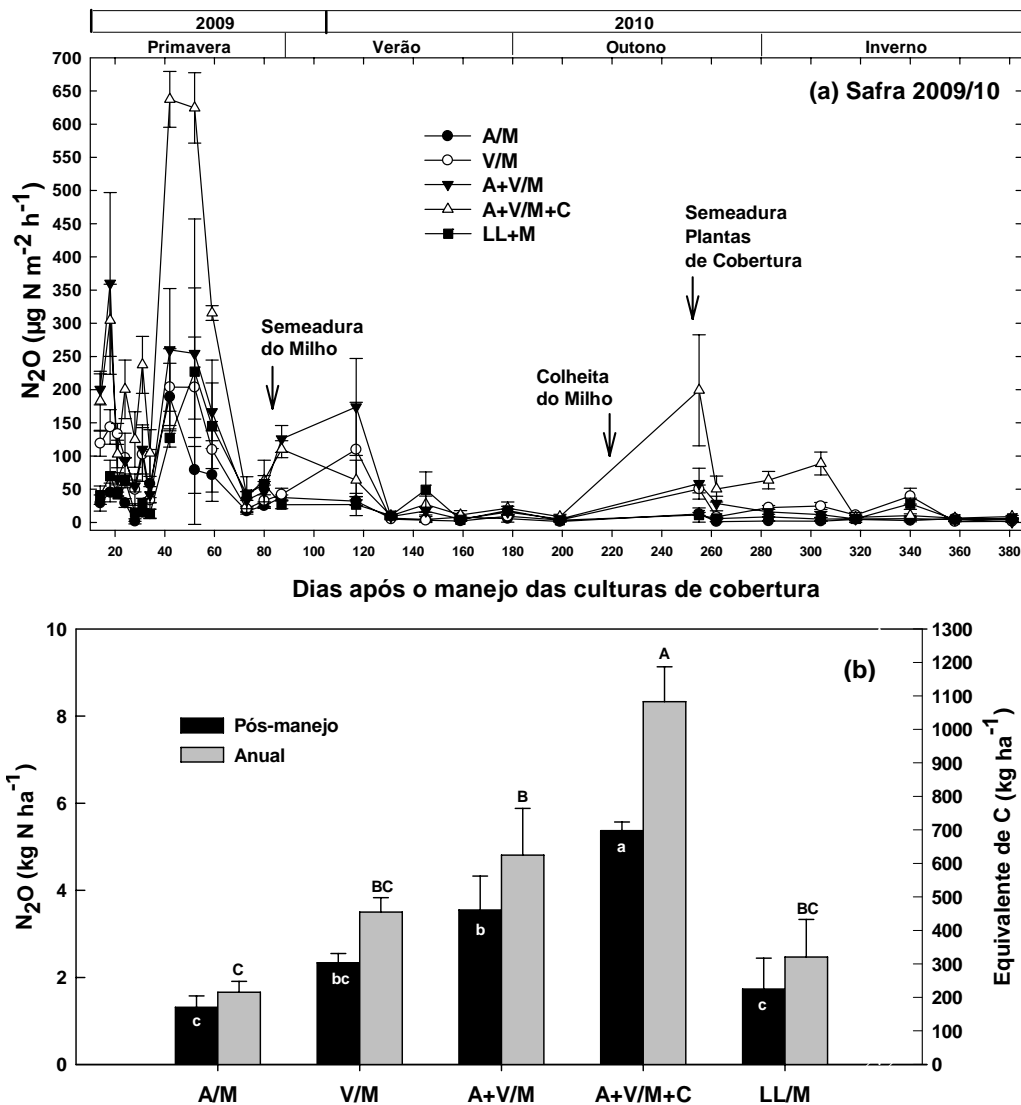 2009 2010
Primavera Verão Outono Inverno
(a) Safra 2009/10
700
650
600
550
500
450
400
350
300
250
200
150
100
50
0
N₂O (µg N m⁻² h⁻¹)
A/M
V/M
A+V/M
A+V/M+C
LL+M
Semeadura
do Milho
Colheita
do Milho
Semeadura
Plantas
de Cobertura
20 40 60 80 100 120 140 160 180 200 220 240 260 280 300 320 340 360 380
Dias após o manejo das culturas de cobertura
(b)
10
8
6
4
2
0
N₂O (kg N ha⁻¹)
Pós-manejo
Anual
C
BC
B
A
BC
c
bc
b
a
c
1300
1200
1100
1000
900
800
700
600
500
400
300
200
100
0
Equivalente de C (kg ha⁻¹)
A/M V/M A+V/M A+V/M+C LL/M